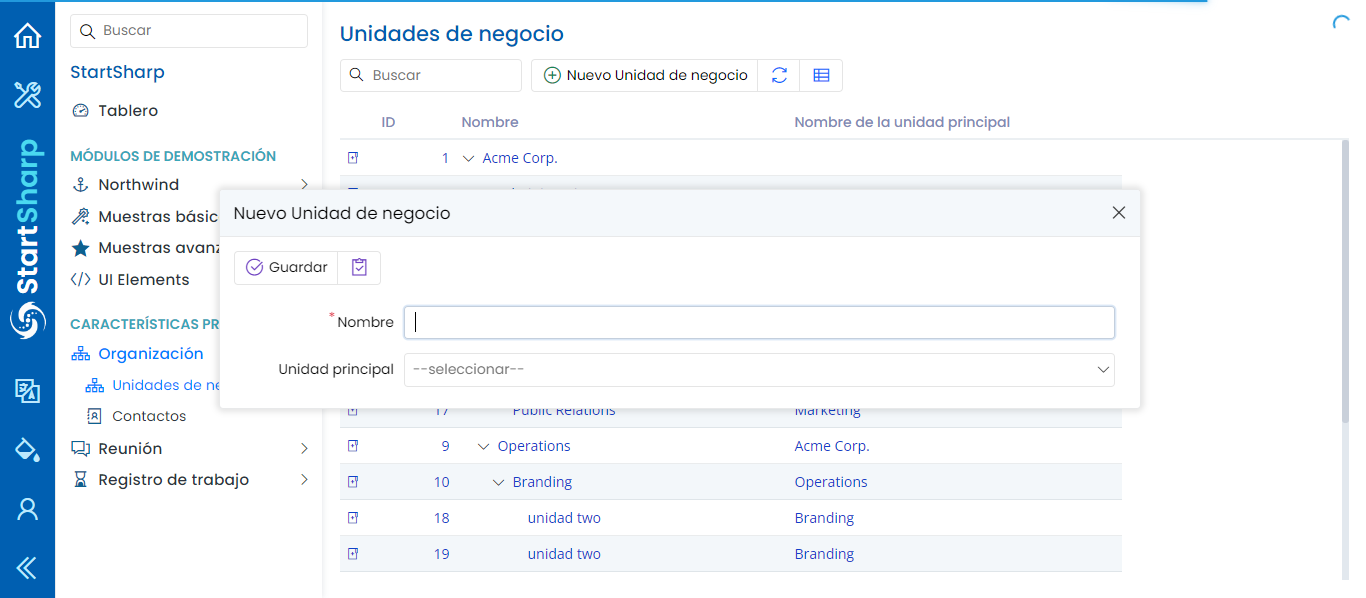 StartSharp
Buscar
StartSharp
Tablero
MÓDULOS DE DEMOSTRACIÓN
Northwind
Muestras básic
Muestras avanz
UI Elements
CARACTERÍSTICAS PR
Organización
Unidades de ne
Contactos
Reunión
Registro de trabajo
Unidades de negocio
Buscar
Nuevo Unidad de negocio
ID Nombre Nombre de la unidad principal
1 Acme Corp.
Nuevo Unidad de negocio
Guardar
*Nombre
Unidad principal --seleccionar--
17 Public Relations Marketing
9 Operations Acme Corp.
10 Branding Operations
18 unidad two Branding
19 unidad two Branding